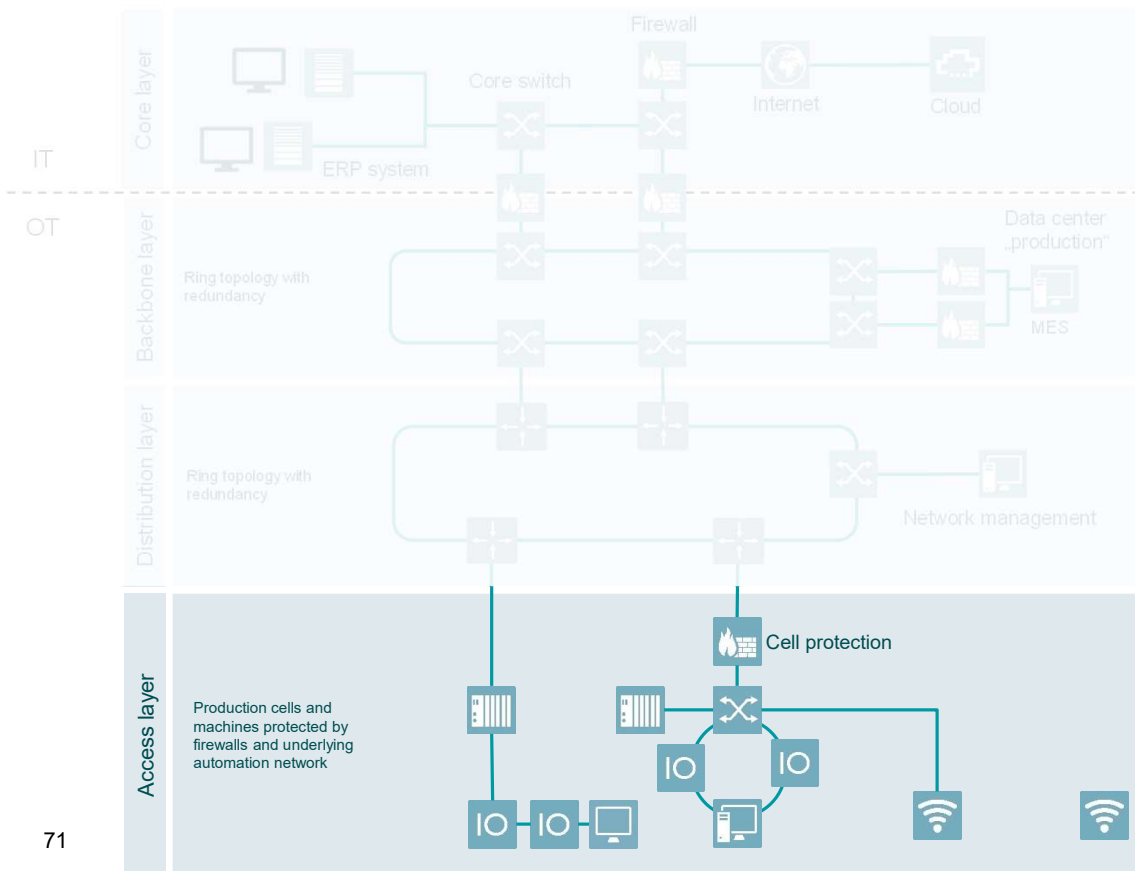 Core layer
Firewall
Core switch
Internet
Cloud
ERP system
IT
OT
Backbone layer
Ring topology with
redundancy
Data center
„production“
MES
Distribution layer
Ring topology with
redundancy
Network management
Access layer
Cell protection
Production cells and
machines protected by
firewalls and underlying
automation network
IO
IO
IO
IO
71